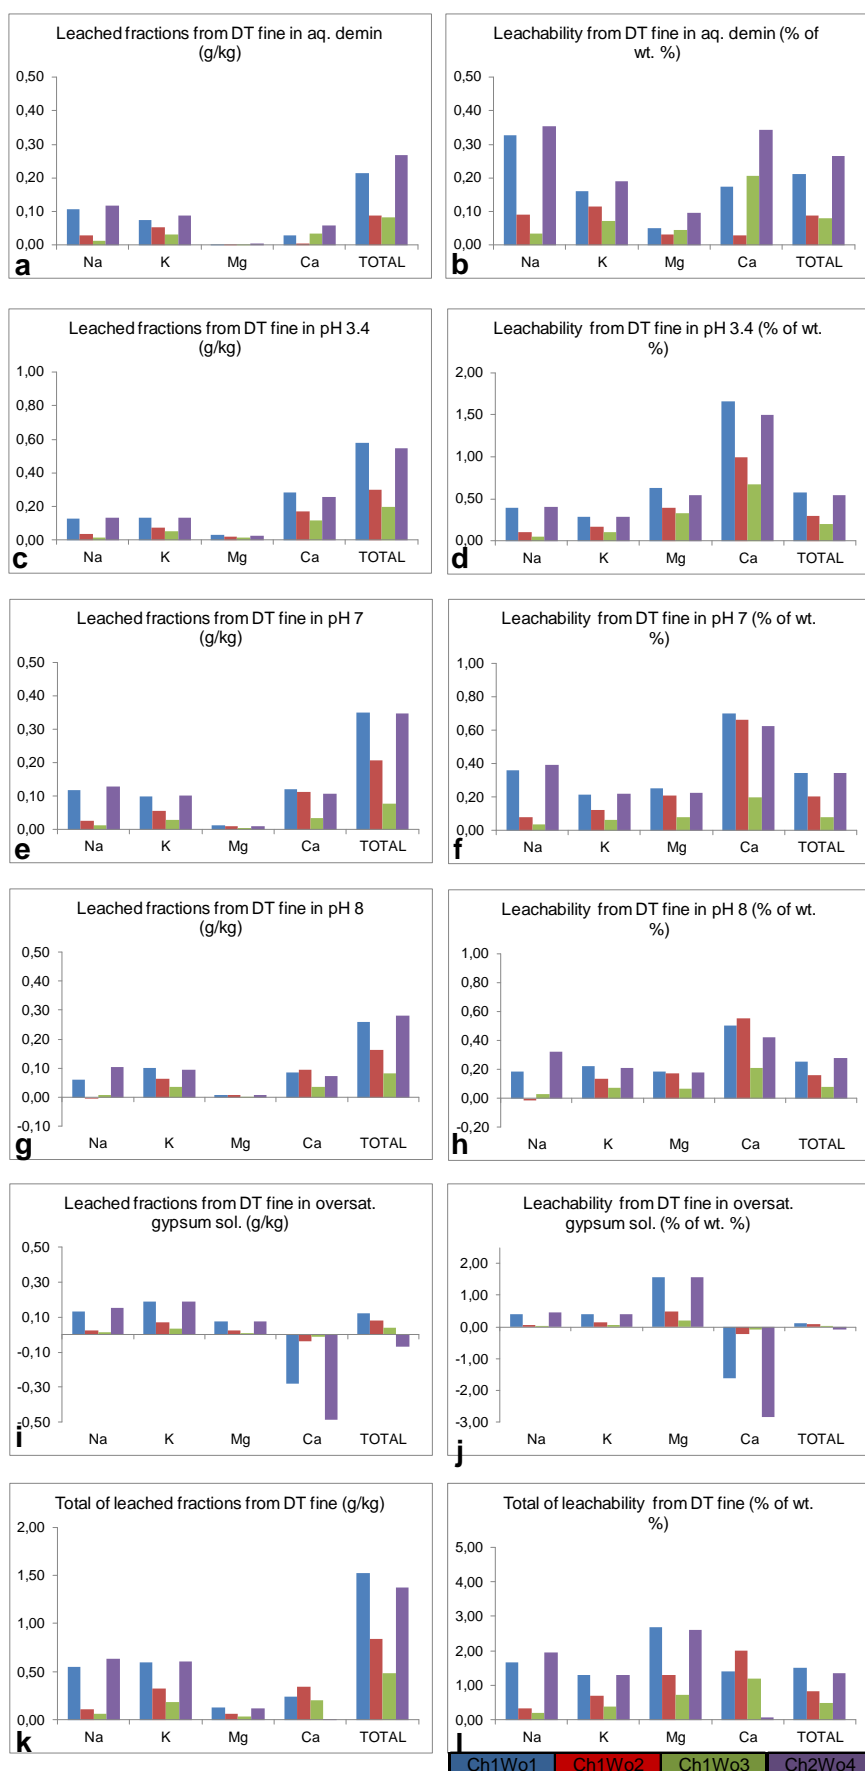 Leached fractions from DT fine in aq. demin
(g/kg)
0,50
0,40
0,30
0,20
0,10
0,00
Na K Mg Ca TOTAL
a
Leachability from DT fine in aq. demin (% of
wt. %)
0,50
0,40
0,30
0,20
0,10
0,00
Na K Mg Ca TOTAL
b
Leached fractions from DT fine in pH 3.4
(g/kg)
1,00
0,80
0,60
0,40
0,20
0,00
Na K Mg Ca TOTAL
c
Leachability from DT fine in pH 3.4 (% of wt.
%)
2,00
1,50
1,00
0,50
0,00
Na K Mg Ca TOTAL
d
Leached fractions from DT fine in pH 7
(g/kg)
0,50
0,40
0,30
0,20
0,10
0,00
Na K Mg Ca TOTAL
e
Leachability from DT fine in pH 7 (% of wt.
%)
1,00
0,80
0,60
0,40
0,20
0,00
Na K Mg Ca TOTAL
f
Leached fractions from DT fine in pH 8
(g/kg)
0,50
0,40
0,30
0,20
0,10
0,00
-0,10
Na K Mg Ca TOTAL
g
Leachability from DT fine in pH 8 (% of wt.
%)
1,00
0,80
0,60
0,40
0,20
0,00
-0,20
Na K Mg Ca TOTAL
h
Leached fractions from DT fine in oversat.
gypsum sol. (g/kg)
0,50
0,30
0,10
-0,10
-0,30
-0,50
Na K Mg Ca TOTAL
i
Leachability from DT fine in oversat.
gypsum sol. (% of wt. %)
2,00
1,00
0,00
-1,00
-2,00
-3,00
Na K Mg Ca TOTAL
j
Total of leached fractions from DT fine (g/kg)
2,00
1,50
1,00
0,50
0,00
Na K Mg Ca TOTAL
k
Total of leachability from DT fine (% of wt.
%)
5,00
4,00
3,00
2,00
1,00
0,00
Na K Mg Ca TOTAL
l
Ch1Wo1 Ch1Wo2 Ch1Wo3 Ch2Wo4